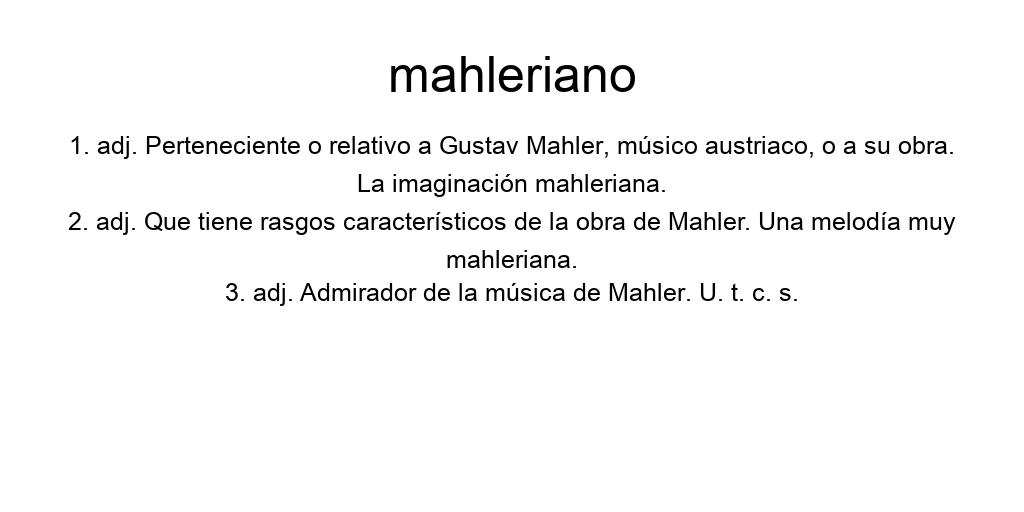 mahleriano
1. adj. Perteneciente o relativo a Gustav Mahler, músico austriaco, o a su obra.
La imaginación mahleriana.
2. adj. Que tiene rasgos característicos de la obra de Mahler. Una melodía muy
mahleriana.
3. adj. Admirador de la música de Mahler. U. t. c. s.